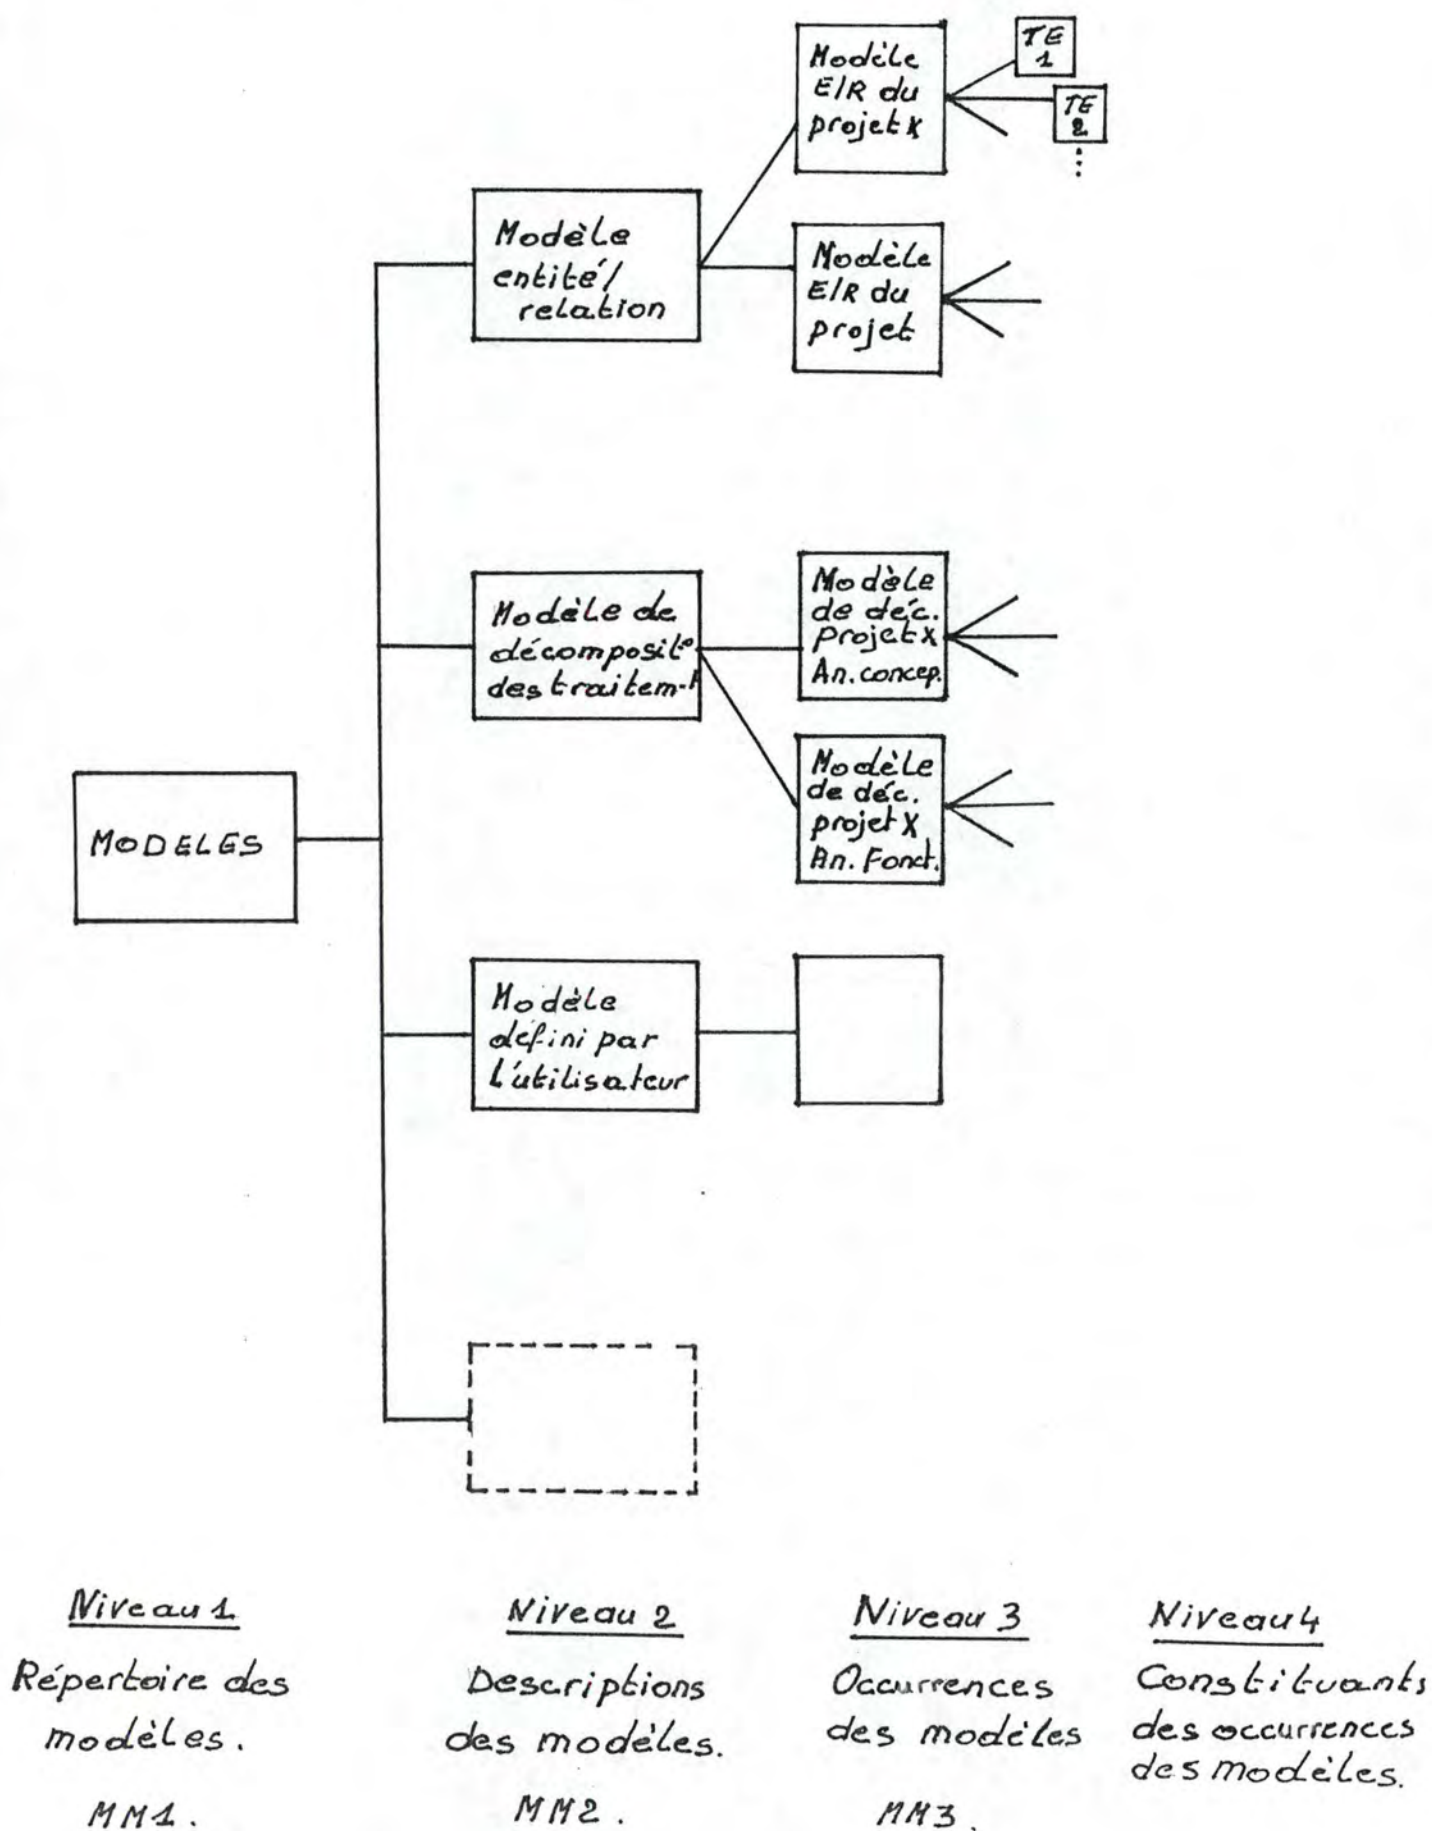 TE
1
Modèle
E/R du
projet X
TE
2
Modèle
entité/
relation
Modèle
E/R du
projet
Modèle de
décomposit°
des traitem-t
Modèle
de déc.
projet X
An. concep.
Modèle
de déc.
projet X
An. Fonct.
MODELES
Modèle
défini par
l'utilisateur
Niveau 1
Répertoire des
modèles.
MM1.
Niveau 2
Descriptions
des modèles.
MM2.
Niveau 3
Occurrences
des modèles
MM3.
Niveau 4
Constituants
des occurrences
des modèles.